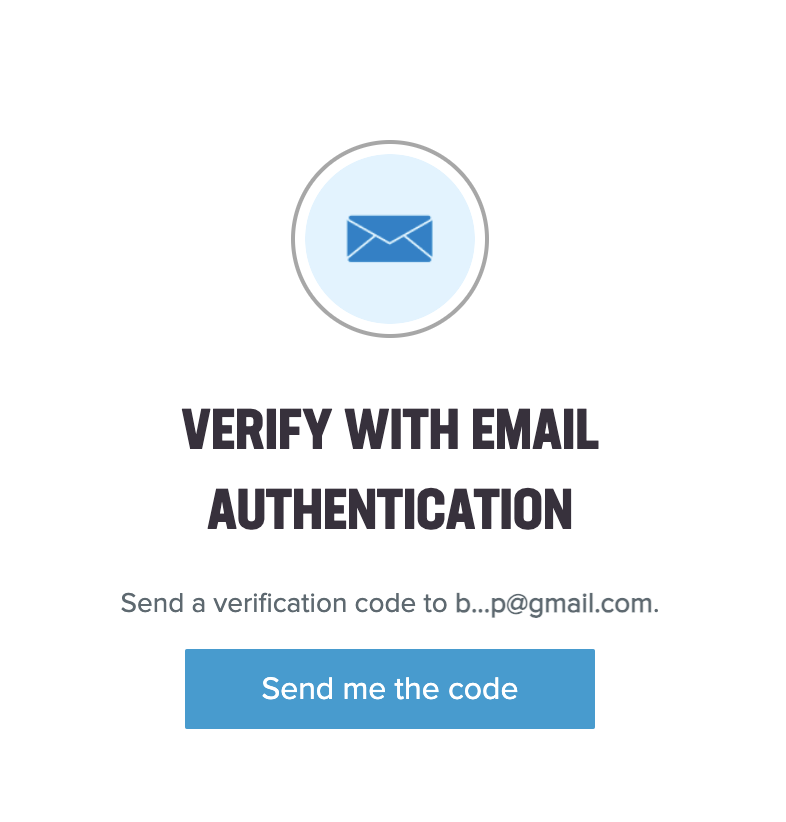 VERIFY WITH EMAIL
AUTHENTICATION
Send a verification code to b...p@gmail.com.
Send me the code